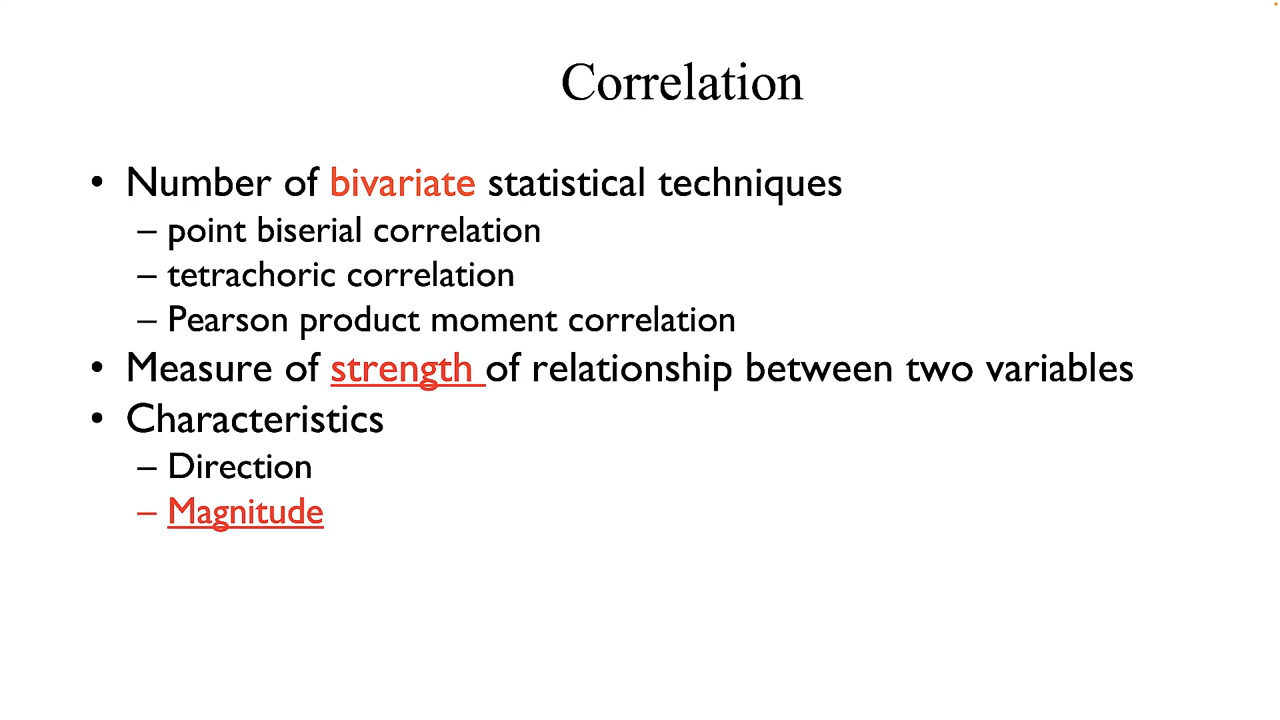 Correlation
• Number of bivariate statistical techniques
– point biserial correlation
– tetrachoric correlation
– Pearson product moment correlation
• Measure of strength of relationship between two variables
• Characteristics
– Direction
– Magnitude